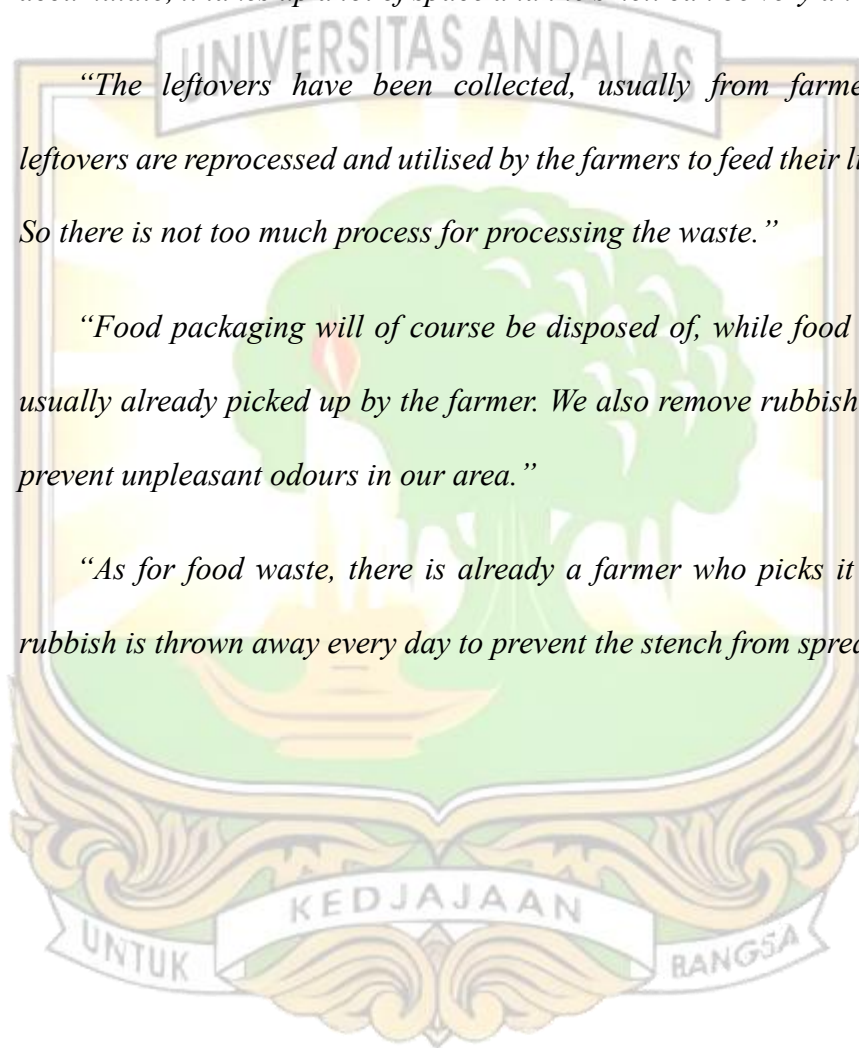 UNIVERSITAS ANDALAS
“The leftovers have been collected, usually from
leftovers are reprocessed and utilised by the farmers to feed their
So there is not too much process for processing the waste.”
“Food packaging will of course be disposed of, while food
usually already picked up by the farmer. We also remove rubbish
prevent unpleasant odours in our area.”
“As for food waste, there is already a farmer who picks it
rubbish is thrown away every day to prevent the stench from
KEDJAJAAN
UNTUK BANGSA